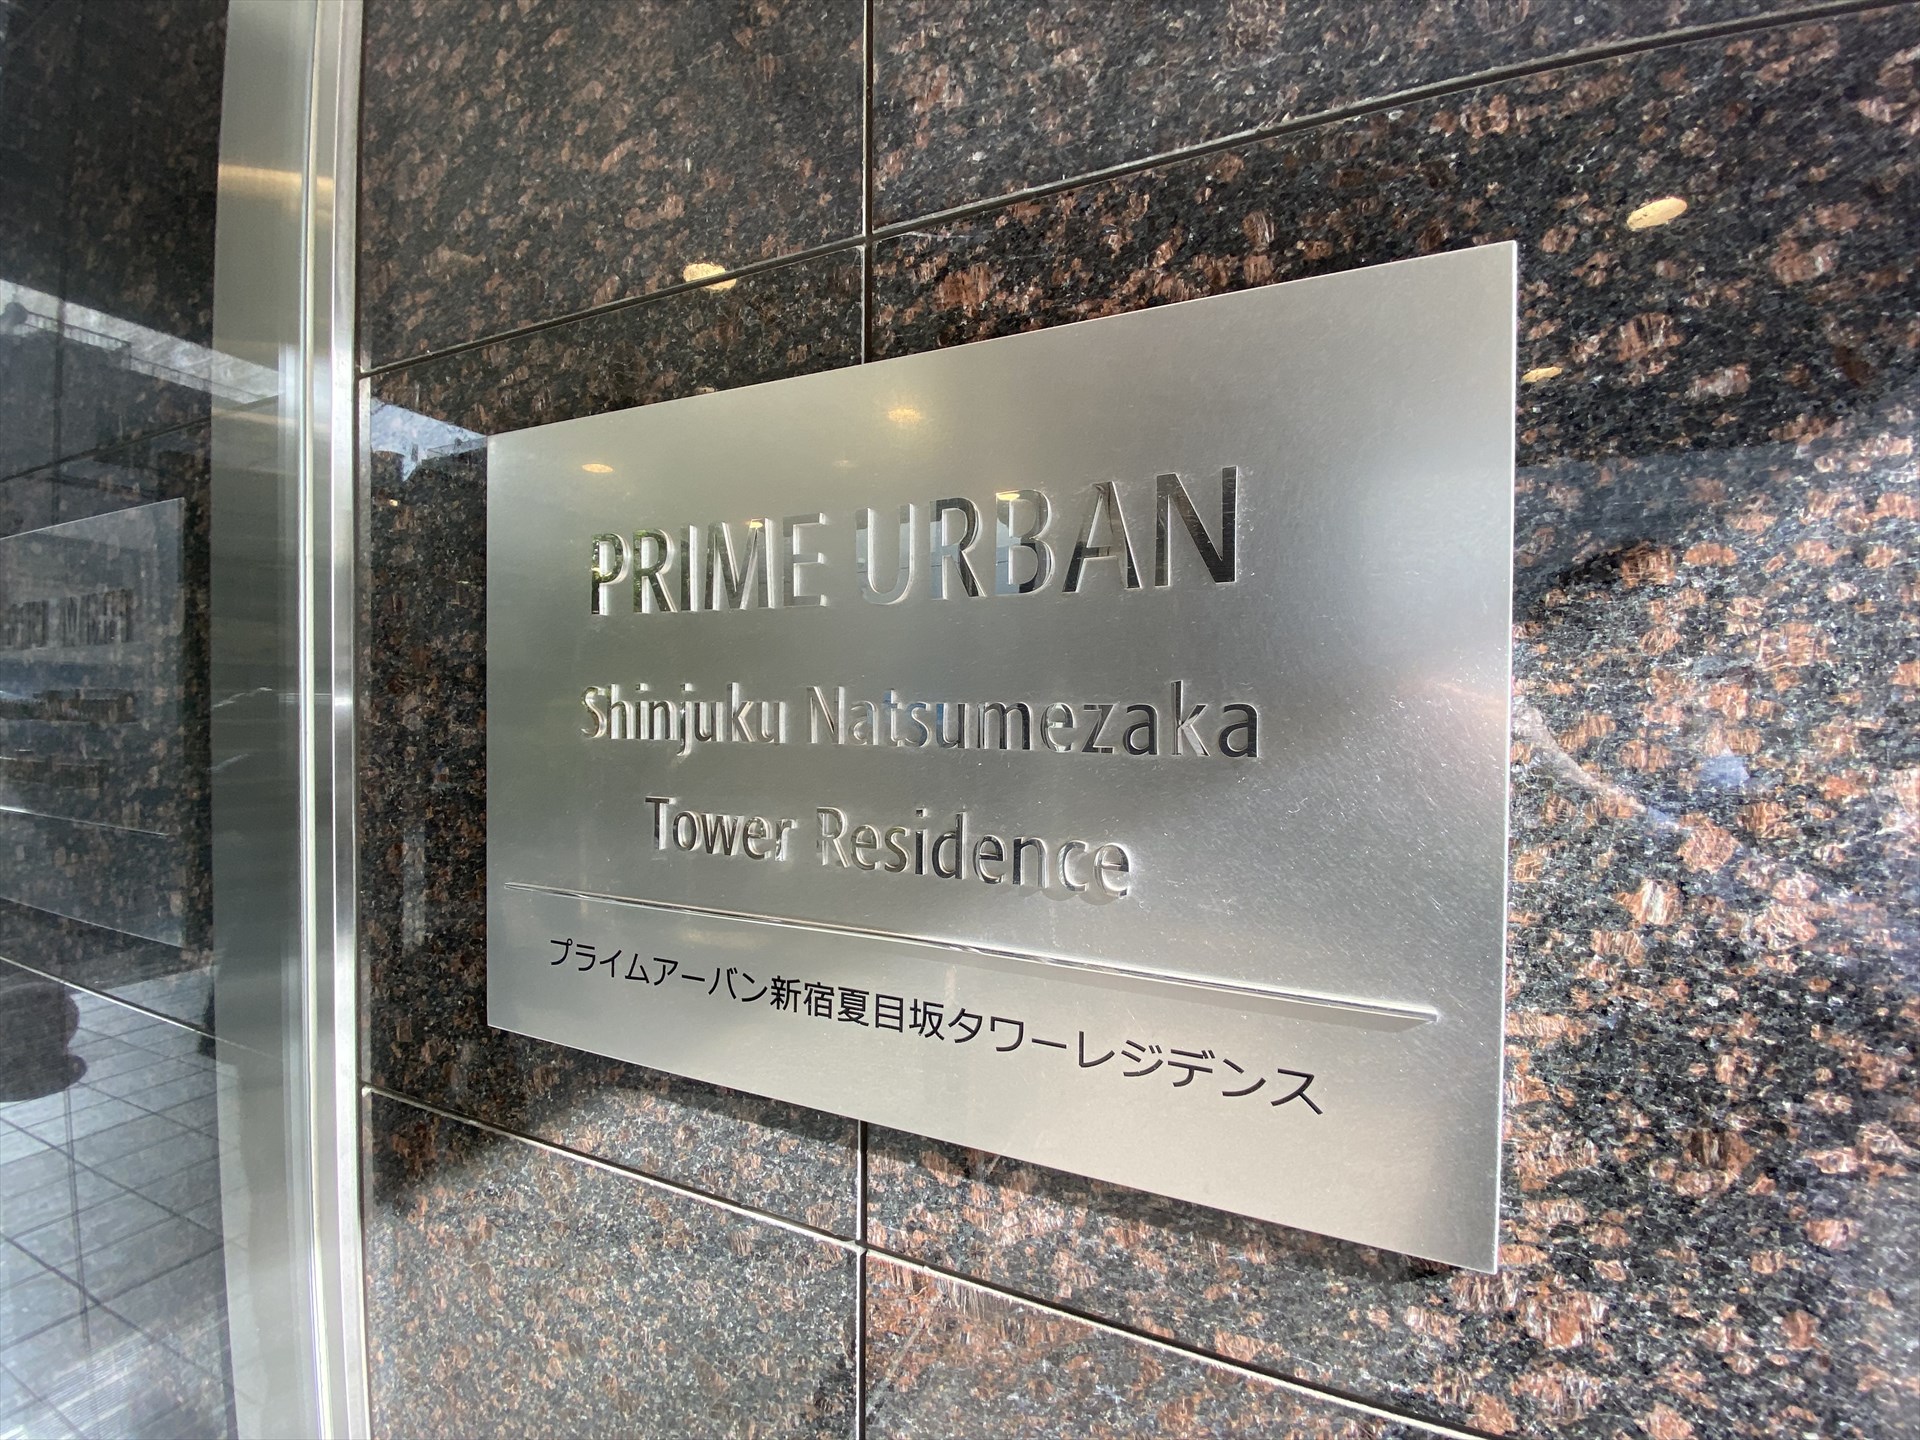 PRIME URBAN
Shinjuku Natsumezaka
Tower Residence
プライムアーバン新宿夏目坂タワーレジデンス